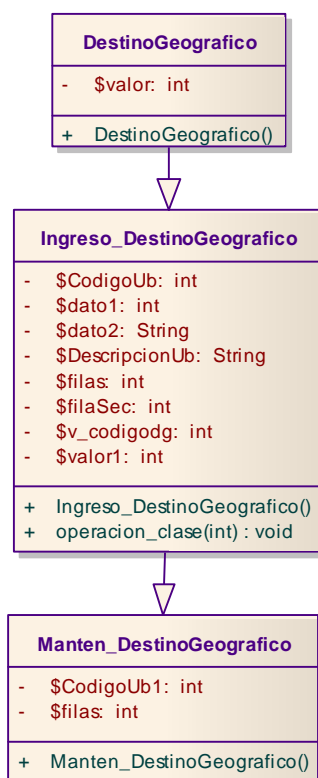 DestinoGeografico
- $valor: int
+ DestinoGeografico()
Ingreso_DestinoGeografico
- $CodigoUb: int
- $dato1: int
- $dato2: String
- $DescripcionUb: String
- $filas: int
- $filaSec: int
- $v_codigodg: int
- $valor1: int
+ Ingreso_DestinoGeografico()
+ operacion_clase(int) : void
Manten_DestinoGeografico
- $CodigoUb1: int
- $filas: int
+ Manten_DestinoGeografico()